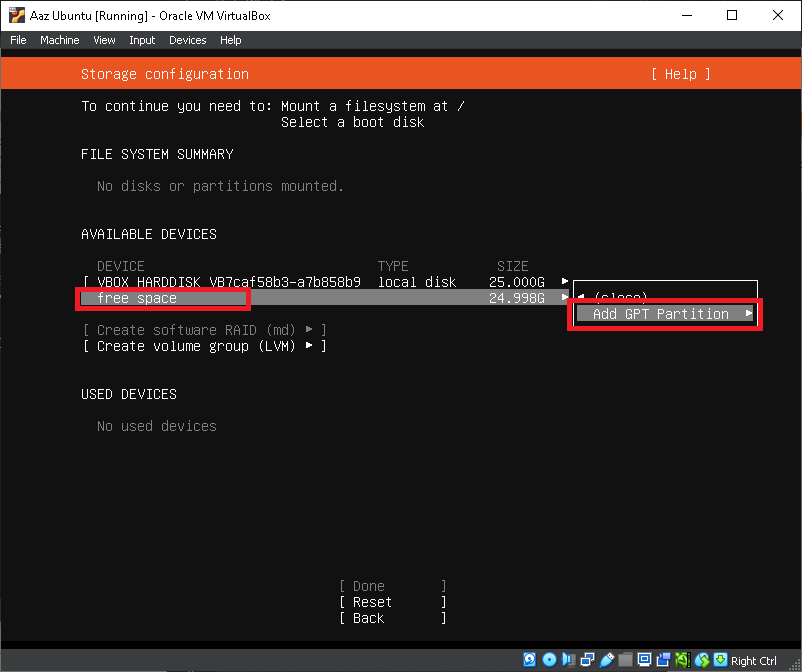 Aaz Ubuntu [Running] - Oracle VM VirtualBox
File Machine View Input Devices Help
Storage configuration [ Help ]
To continue you need to: Mount a filesystem at /
Select a boot disk
FILE SYSTEM SUMMARY
No disks or partitions mounted.
AVAILABLE DEVICES
DEVICE TYPE SIZE
[ VBOX HARDDISK VB7caf58b3-a7b858b9 local disk 25.000G ▸
free space 24.998G ▸ ◂ (close)
Add GPT Partition ▸
[ Create software RAID (md) ▸ ]
[ Create volume group (LVM) ▸ ]
USED DEVICES
No used devices
[ Done ]
[ Reset ]
[ Back ]
Right Ctrl